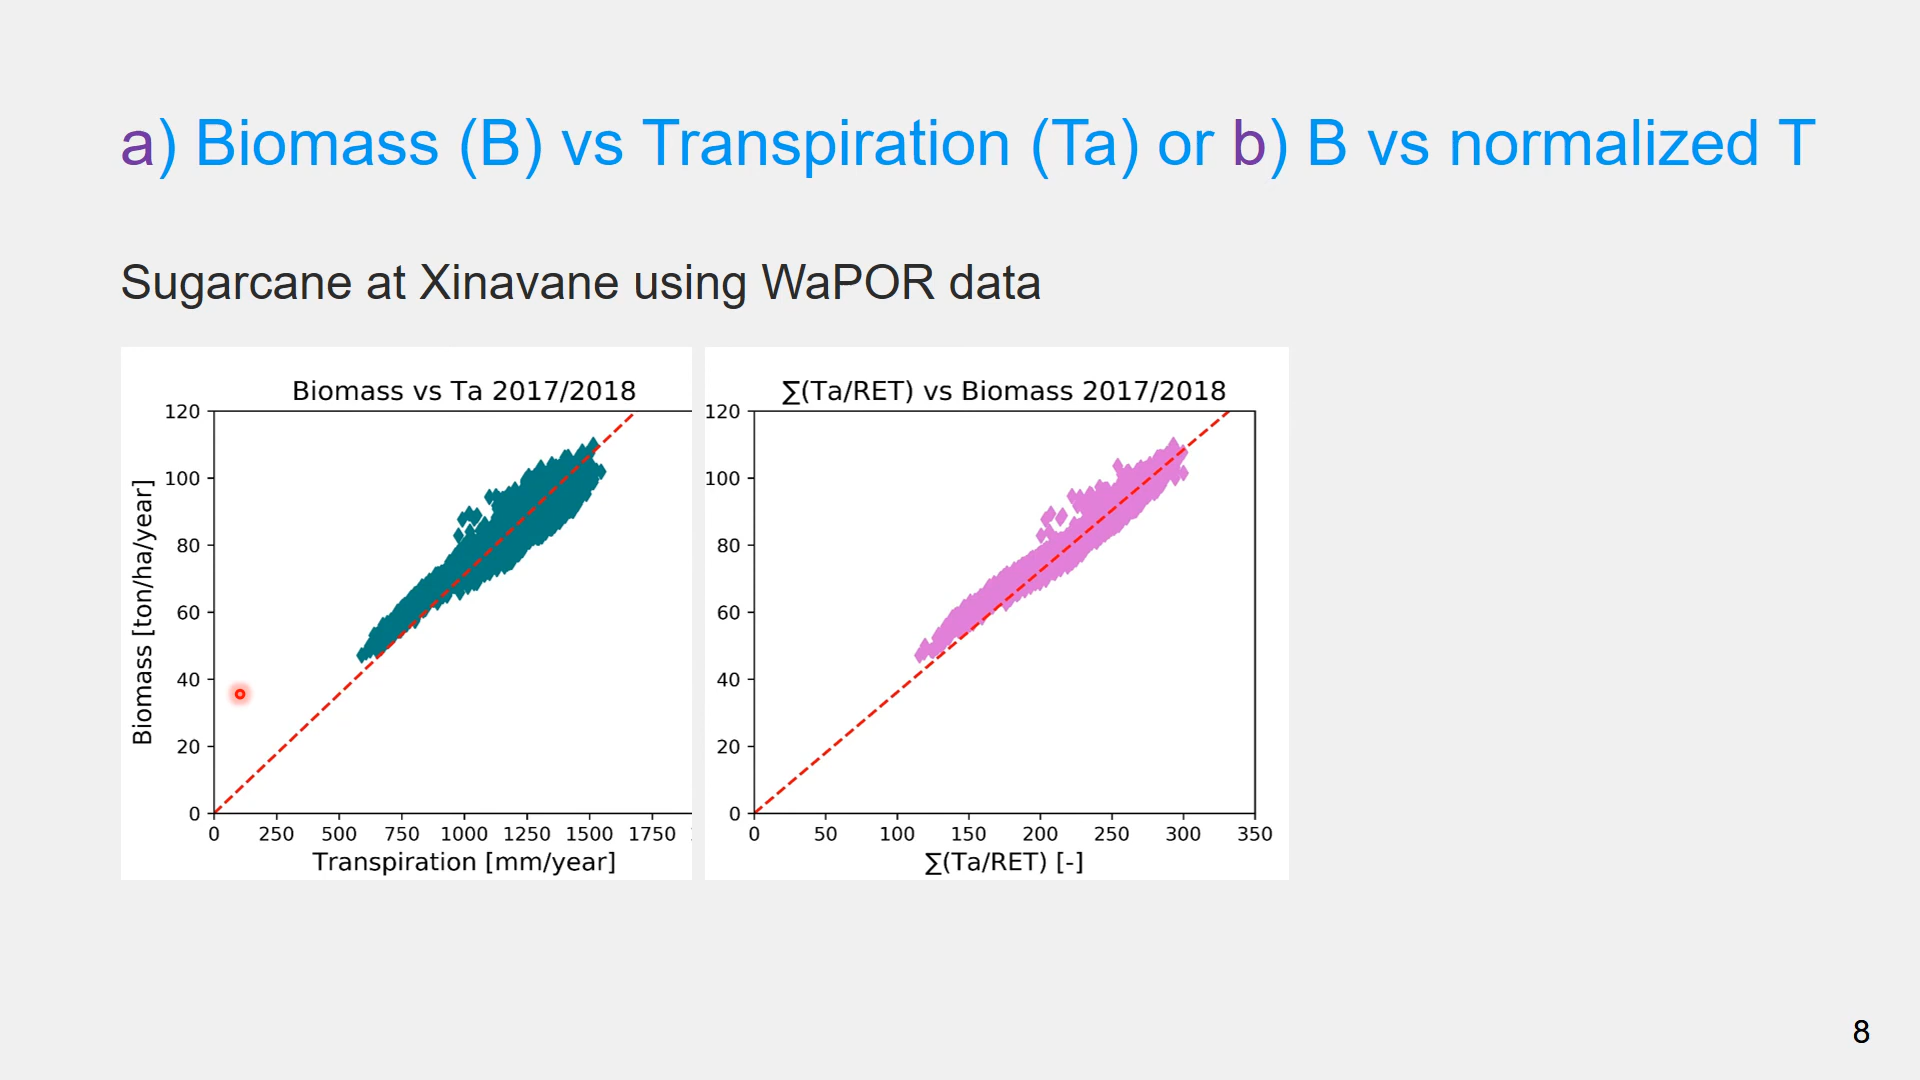 a) Biomass (B) vs Transpiration (Ta) or b) B vs normalized T
Sugarcane at Xinavane using WaPOR data
Biomass vs Ta 2017/2018
120
100
80
60
40
20
0
Biomass [ton/ha/year]
0 250 500 750 1000 1250 1500 1750
Transpiration [mm/year]
∑(Ta/RET) vs Biomass 2017/2018
120
100
80
60
40
20
0
0 50 100 150 200 250 300 350
∑(Ta/RET) [-]
8